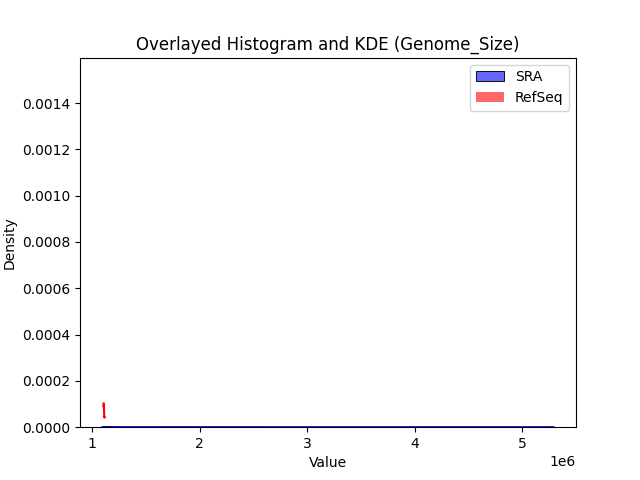 Overlayed Histogram and KDE (Genome_Size)
SRA
RefSeq
0.0014
0.0012
0.0010
0.0008
0.0006
0.0004
0.0002
0.0000
Density
1 2 3 4 5
1e6
Value